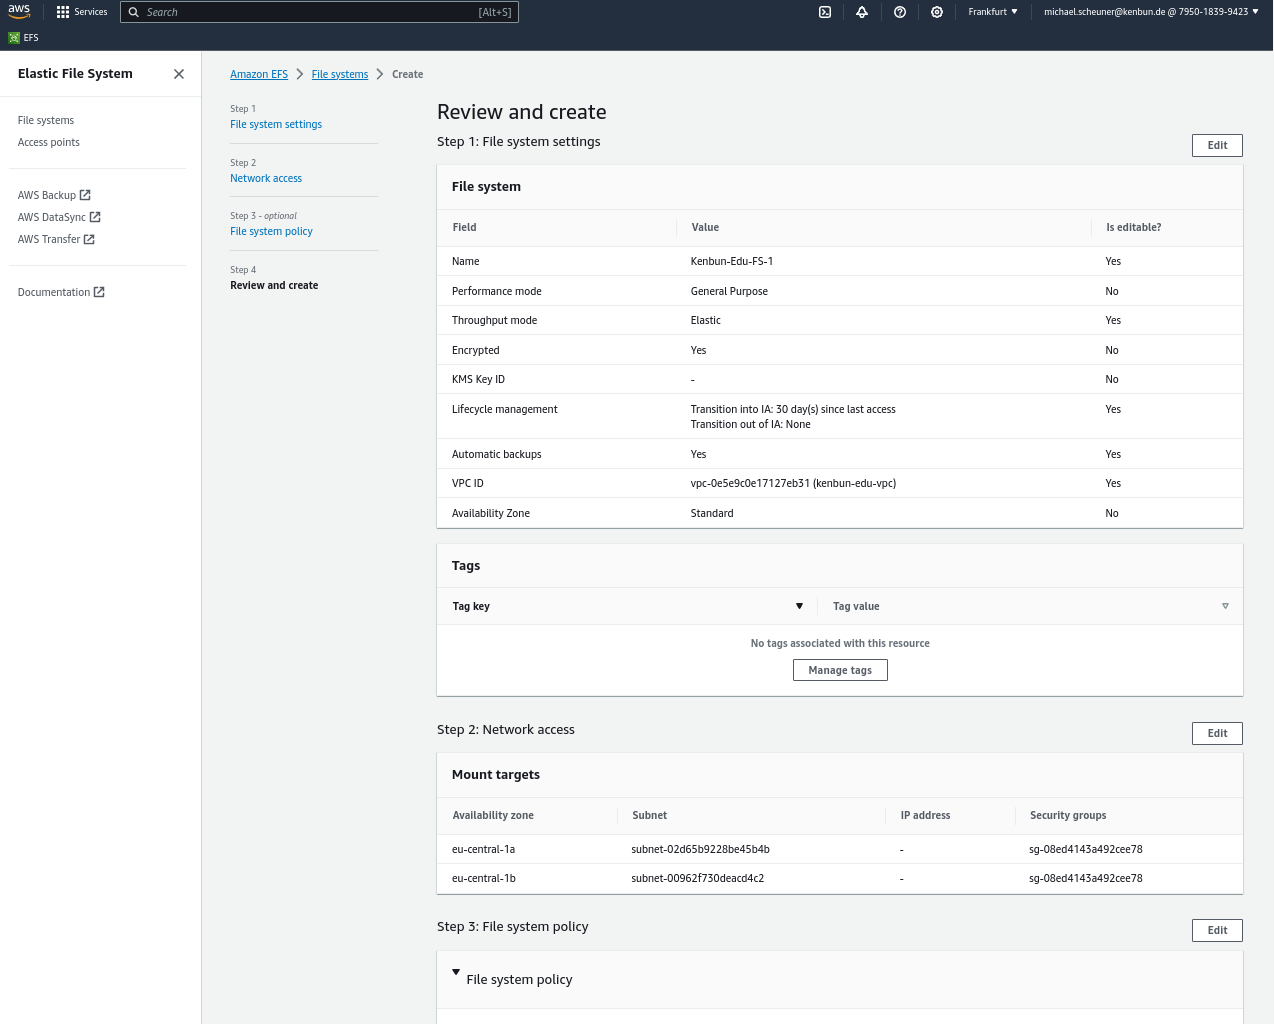 aws
Services
Search
[Alt+S]
Frankfurt
michael.scheuner@kenbun.de @ 7950-1839-9423
EFS
Elastic File System
File systems
Access points
AWS Backup
AWS DataSync
AWS Transfer
Documentation
Amazon EFS
File systems
Create
Step 1
File system settings
Step 2
Network access
Step 3 - optional
File system policy
Step 4
Review and create
Review and create
Step 1: File system settings
Edit
File system
Field Value Is editable?
Name Kenbun-Edu-FS-1 Yes
Performance mode General Purpose No
Throughput mode Elastic Yes
Encrypted Yes No
KMS Key ID - No
Lifecycle management Transition into IA: 30 day(s) since last access Yes
Transition out of IA: None
Automatic backups Yes Yes
VPC ID vpc-0e5e9c0e17127eb31 (kenbun-edu-vpc) Yes
Availability Zone Standard No
Tags
Tag key Tag value
No tags associated with this resource
Manage tags
Step 2: Network access
Edit
Mount targets
Availability zone Subnet IP address Security groups
eu-central-1a subnet-02d65b9228be45b4b - sg-08ed4143a492cee78
eu-central-1b subnet-00962f730deacd4c2 - sg-08ed4143a492cee78
Step 3: File system policy
Edit
File system policy